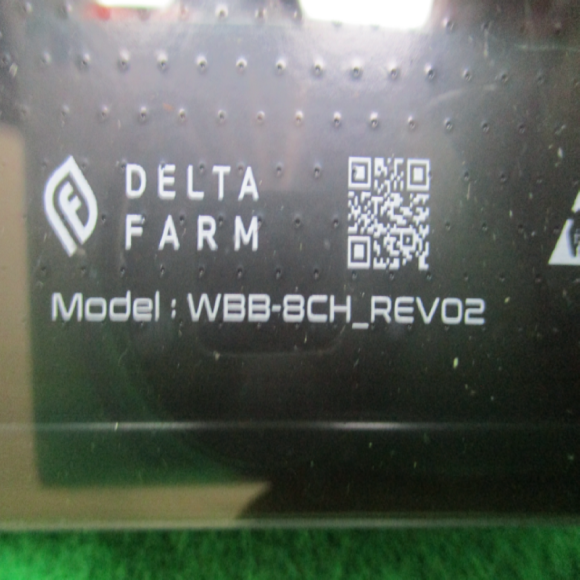 DELTA
FARM
Model : WBB-8CH_REV02